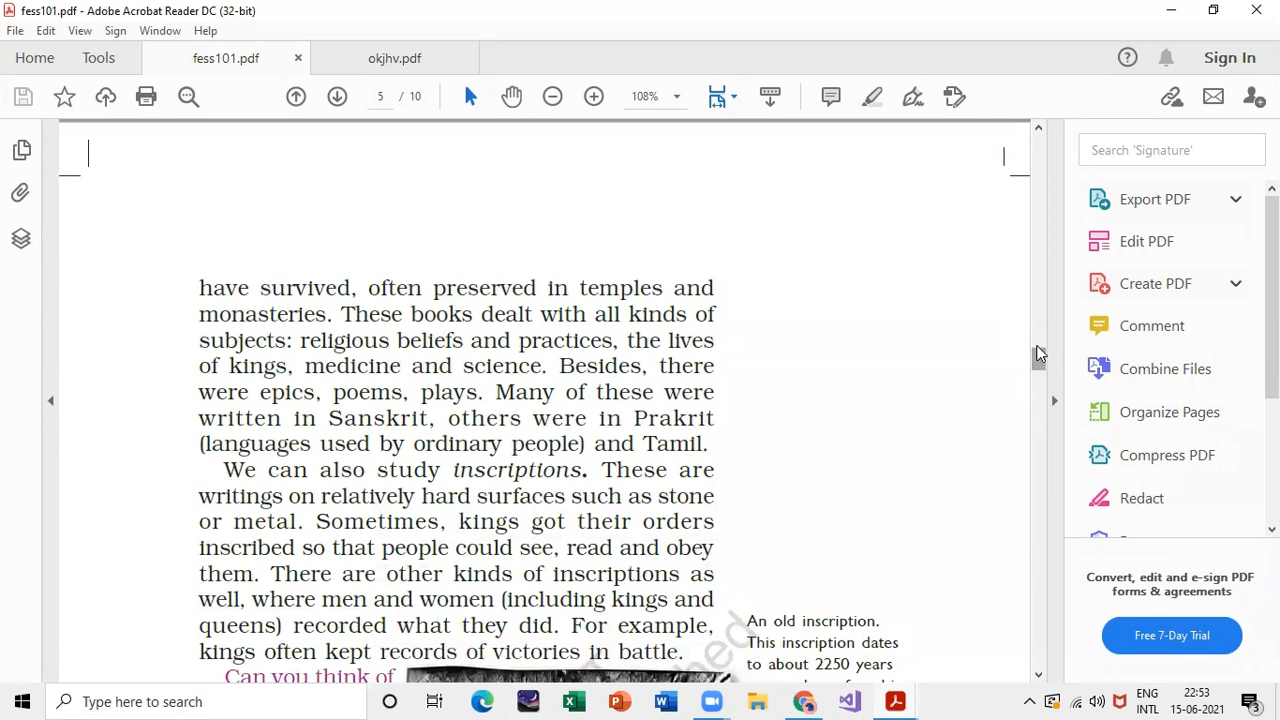 fess101.pdf - Adobe Acrobat Reader DC (32-bit)
File Edit View Sign Window Help
Home Tools fess101.pdf × okjhv.pdf Sign In
5 / 10 108%
Search 'Signature'
Export PDF
Edit PDF
Create PDF
Comment
Combine Files
Organize Pages
Compress PDF
Redact
Convert, edit and e-sign PDF
forms & agreements
Free 7-Day Trial
have survived, often preserved in temples and
monasteries. These books dealt with all kinds of
subjects: religious beliefs and practices, the lives
of kings, medicine and science. Besides, there
were epics, poems, plays. Many of these were
written in Sanskrit, others were in Prakrit
(languages used by ordinary people) and Tamil.
We can also study inscriptions. These are
writings on relatively hard surfaces such as stone
or metal. Sometimes, kings got their orders
inscribed so that people could see, read and obey
them. There are other kinds of inscriptions as
well, where men and women (including kings and
queens) recorded what they did. For example,
kings often kept records of victories in battle.
Can you think of
An old inscription.
This inscription dates
to about 2250 years
Type here to search
ENG
INTL
22:53
15-06-2021
3